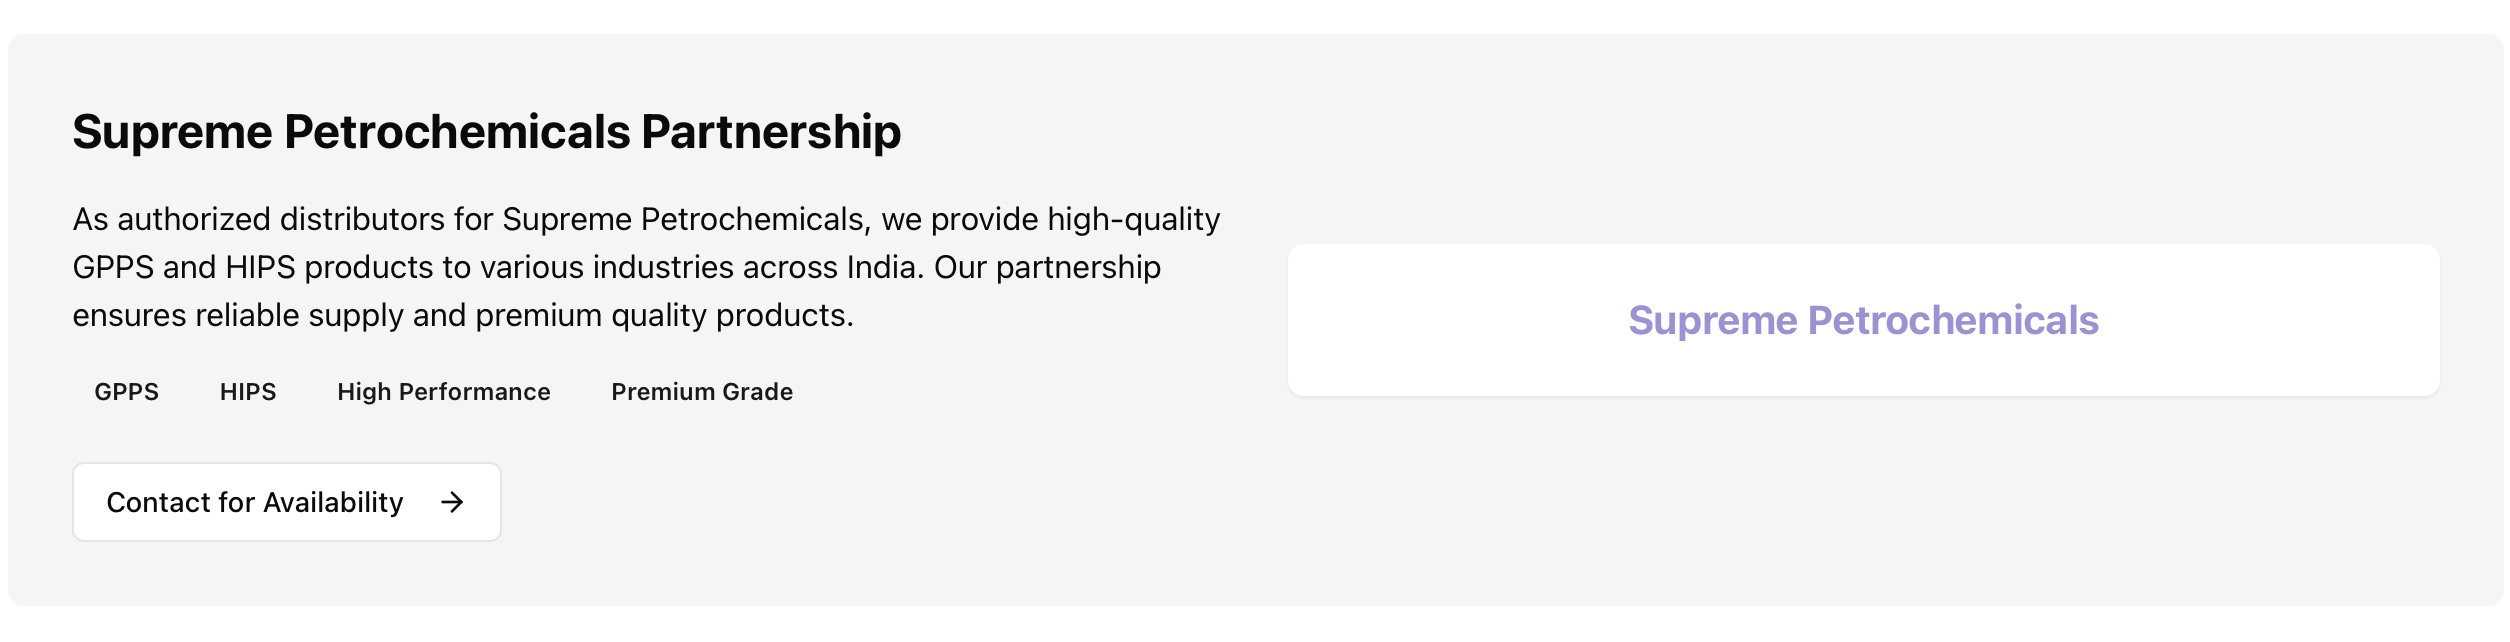 Supreme Petrochemicals Partnership
As authorized distributors for Supreme Petrochemicals, we provide high-quality
GPPS and HIPS products to various industries across India. Our partnership
ensures reliable supply and premium quality products.
GPPS HIPS High Performance Premium Grade
Contact for Availability
Supreme Petrochemicals